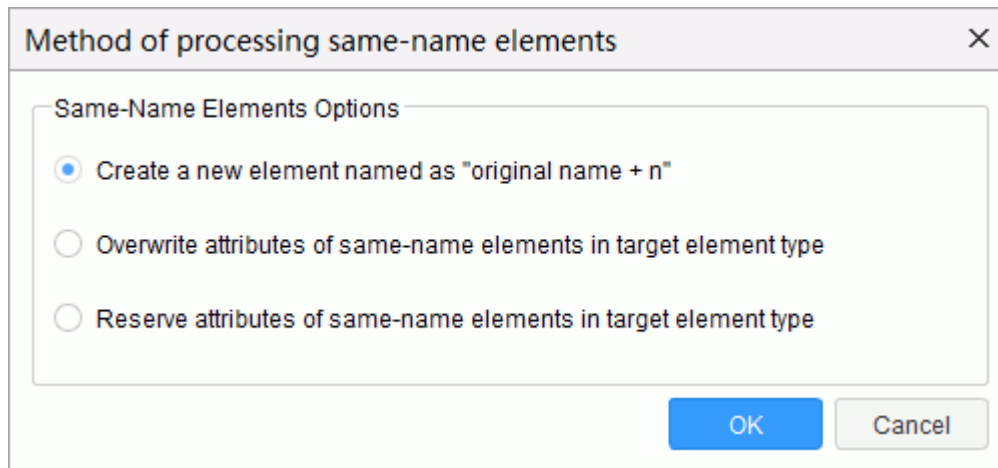 Method of processing same-name elements
Same-Name Elements Options
Create a new element named as "original name + n"
Overwrite attributes of same-name elements in target element type
Reserve attributes of same-name elements in target element type
OK
Cancel